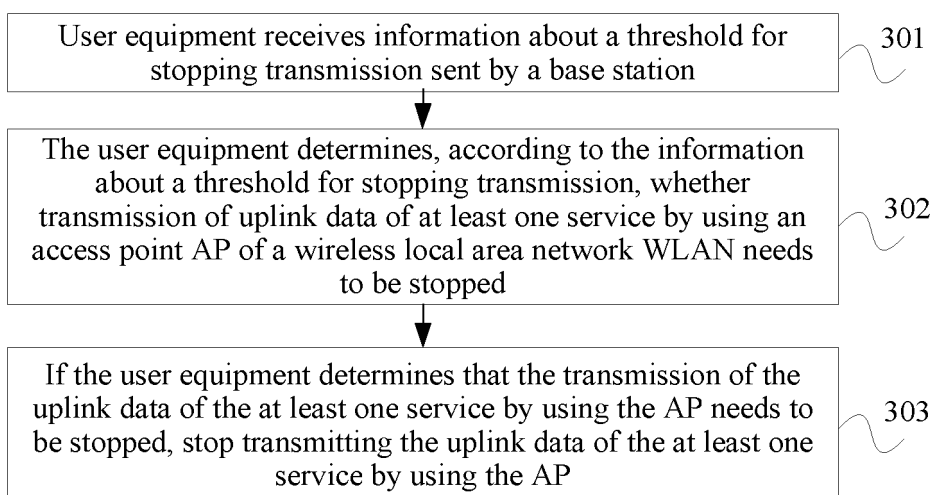 User equipment receives information about a threshold for
stopping transmission sent by a base station
301
The user equipment determines, according to the information
about a threshold for stopping transmission, whether
transmission of uplink data of at least one service by using an
access point AP of a wireless local area network WLAN needs
to be stopped
302
If the user equipment determines that the transmission of the
uplink data of the at least one service by using the AP needs to
be stopped, stop transmitting the uplink data of the at least one
service by using the AP
303